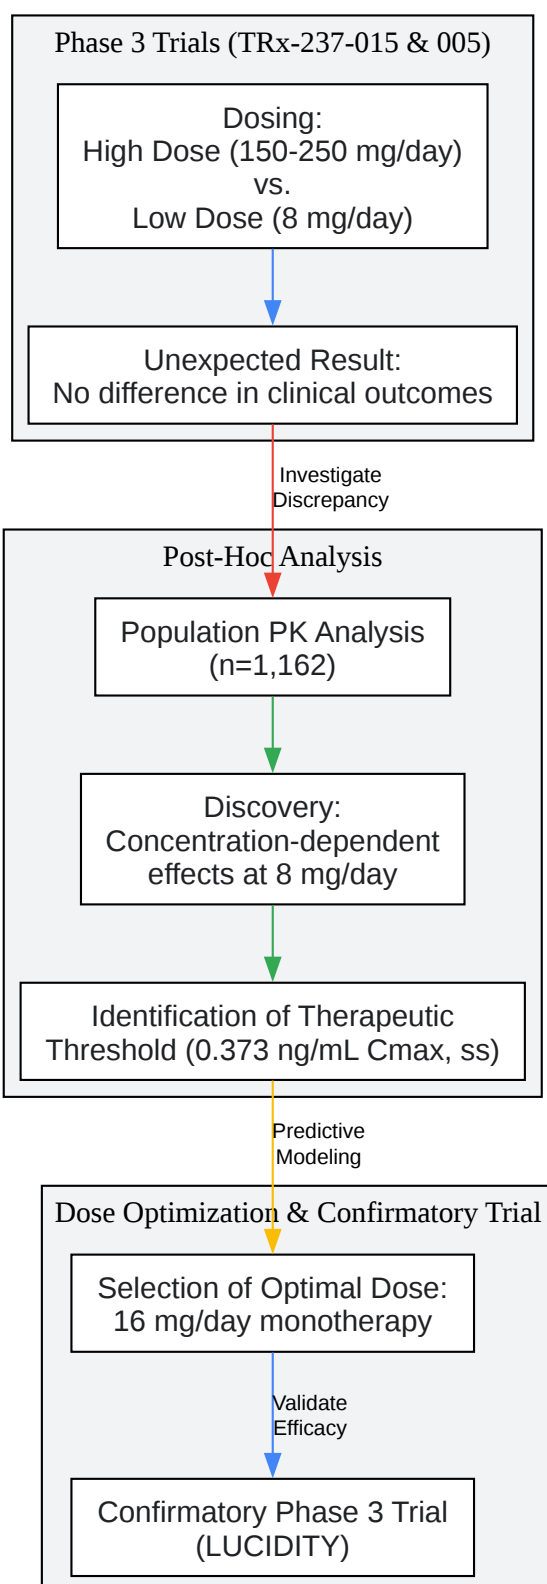 Phase 3 Trials (TRx-237-015 & 005)
Dosing:
High Dose (150-250 mg/day)
vs.
Low Dose (8 mg/day)
Unexpected Result:
No difference in clinical outcomes
Investigate
Discrepancy
Post-Hoc Analysis
Population PK Analysis
(n=1,162)
Discovery:
Concentration-dependent
effects at 8 mg/day
Identification of Therapeutic
Threshold (0.373 ng/mL Cmax, ss)
Predictive
Modeling
Dose Optimization & Confirmatory Trial
Selection of Optimal Dose:
16 mg/day monotherapy
Validate
Efficacy
Confirmatory Phase 3 Trial
(LUCIDITY)